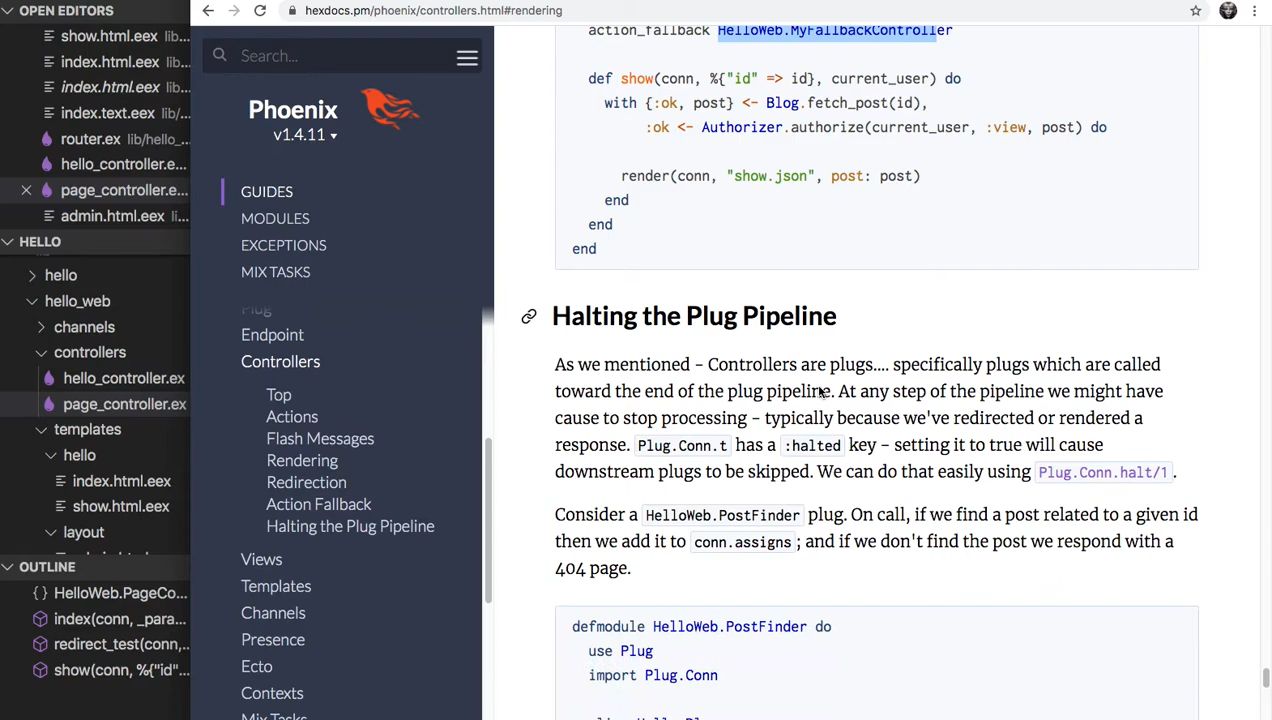 OPEN EDITORS
show.html.eex lib...
index.html.eex lib...
index.html.eex lib...
index.text.eex lib/...
router.ex lib/hello_...
hello_controller.e...
page_controller.e...
admin.html.eex li...
HELLO
hello
hello_web
channels
controllers
hello_controller.ex
page_controller.ex
templates
hello
index.html.eex
show.html.eex
layout
OUTLINE
HelloWeb.PageCo...
index(conn, _para...
redirect_test(conn,...
show(conn, %{"id"...
hexdocs.pm/phoenix/controllers.html#rendering
Search...
Phoenix
v1.4.11
GUIDES
MODULES
EXCEPTIONS
MIX TASKS
Plug
Endpoint
Controllers
Top
Actions
Flash Messages
Rendering
Redirection
Action Fallback
Halting the Plug Pipeline
Views
Templates
Channels
Presence
Ecto
Contexts
Mix Tasks
action_fallback HelloWeb.MyFallbackController
def show(conn, %{"id" => id}, current_user) do
with {:ok, post} <- Blog.fetch_post(id),
:ok <- Authorizer.authorize(current_user, :view, post) do
render(conn, "show.json", post: post)
end
end
end
Halting the Plug Pipeline
As we mentioned - Controllers are plugs.... specifically plugs which are called
toward the end of the plug pipeline. At any step of the pipeline we might have
cause to stop processing - typically because we've redirected or rendered a
response. Plug.Conn.t has a :halted key - setting it to true will cause
downstream plugs to be skipped. We can do that easily using Plug.Conn.halt/1.
Consider a HelloWeb.PostFinder plug. On call, if we find a post related to a given id
then we add it to conn.assigns; and if we don't find the post we respond with a
404 page.
defmodule HelloWeb.PostFinder do
use Plug
import Plug.Conn